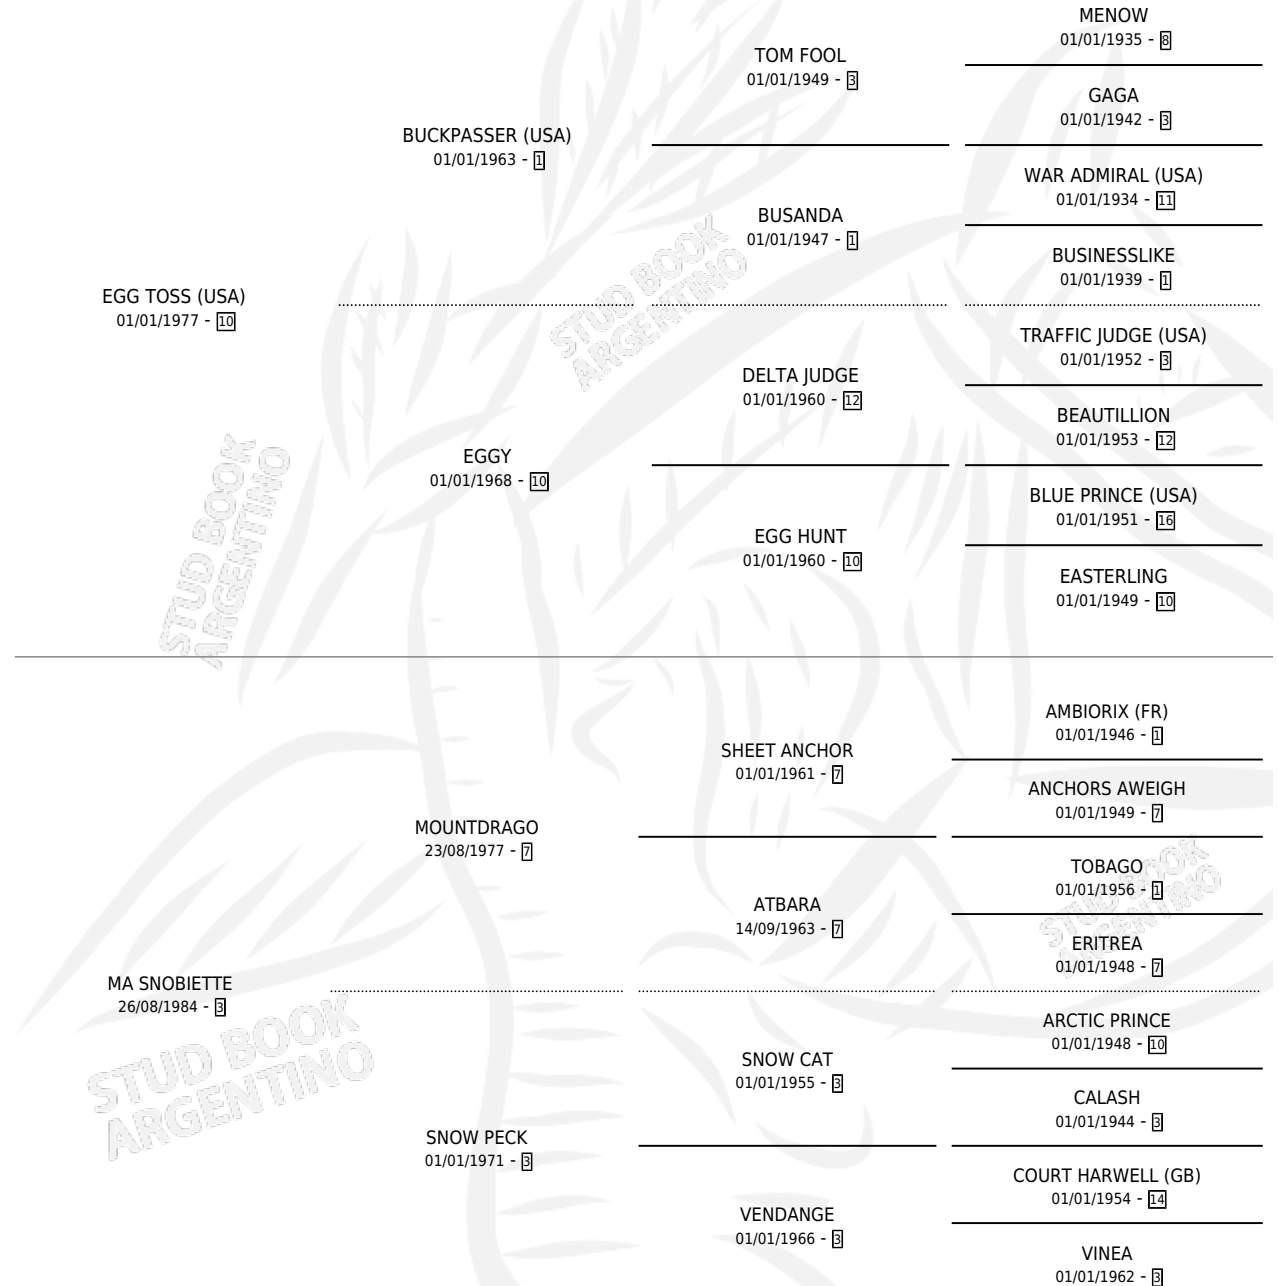 MENOW
01/01/1935 - 8
TOM FOOL
01/01/1949 - 3
GAGA
01/01/1942 - 3
BUCKPASSER (USA)
01/01/1963 - 1
WAR ADMIRAL (USA)
01/01/1934 - 11
BUSANDA
01/01/1947 - 1
BUSINESSLIKE
01/01/1939 - 1
EGG TOSS (USA)
01/01/1977 - 10
STUD BOOK
ARGENTINO
TRAFFIC JUDGE (USA)
01/01/1952 - 3
DELTA JUDGE
01/01/1960 - 12
BEAUTILLION
01/01/1953 - 12
EGGY
01/01/1968 - 10
BLUE PRINCE (USA)
01/01/1951 - 16
EGG HUNT
01/01/1960 - 10
EASTERLING
01/01/1949 - 10
STUD BOOK
ARGENTINO
AMBIORIX (FR)
01/01/1946 - 1
SHEET ANCHOR
01/01/1961 - 7
ANCHORS AWEIGH
01/01/1949 - 7
MOUNTDRAGO
23/08/1977 - 7
TOBAGO
01/01/1956 - 1
ATBARA
14/09/1963 - 7
STUD BOOK
ARGENTINO
ERITREA
01/01/1948 - 7
MA SNOBIETTE
26/08/1984 - 3
ARCTIC PRINCE
01/01/1948 - 10
SNOW CAT
01/01/1955 - 3
CALASH
01/01/1944 - 3
STUD BOOK
ARGENTINO
SNOW PECK
01/01/1971 - 3
COURT HARWELL (GB)
01/01/1954 - 14
VENDANGE
01/01/1966 - 3
VINEA
01/01/1962 - 3